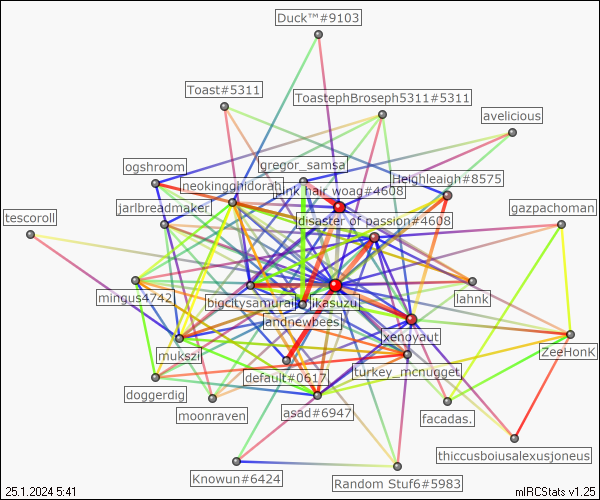 Duck™#9103
Toast#5311
ToastephBroseph5311#5311
avelicious
ogshroom
gregor_samsa
Heighleaigh#8575
neokingghidorah
pink hair_woag#4608
jarlbreadmaker
disaster of passion#4608
gazpachoman
tescoroll
mingus4742
bigcitysamurai
jikasuzu
lahnk
andnewbees
xenoyaut
mukszi
ZeeHonK
default#0617
turkey_mcnugget
doggerdig
moonraven
asad#6947
facadas.
thiccusboiusalexusjoneus
Knowun#6424
Random Stuf6#5983
25.1.2024 5:41
mIRCStats v1.25